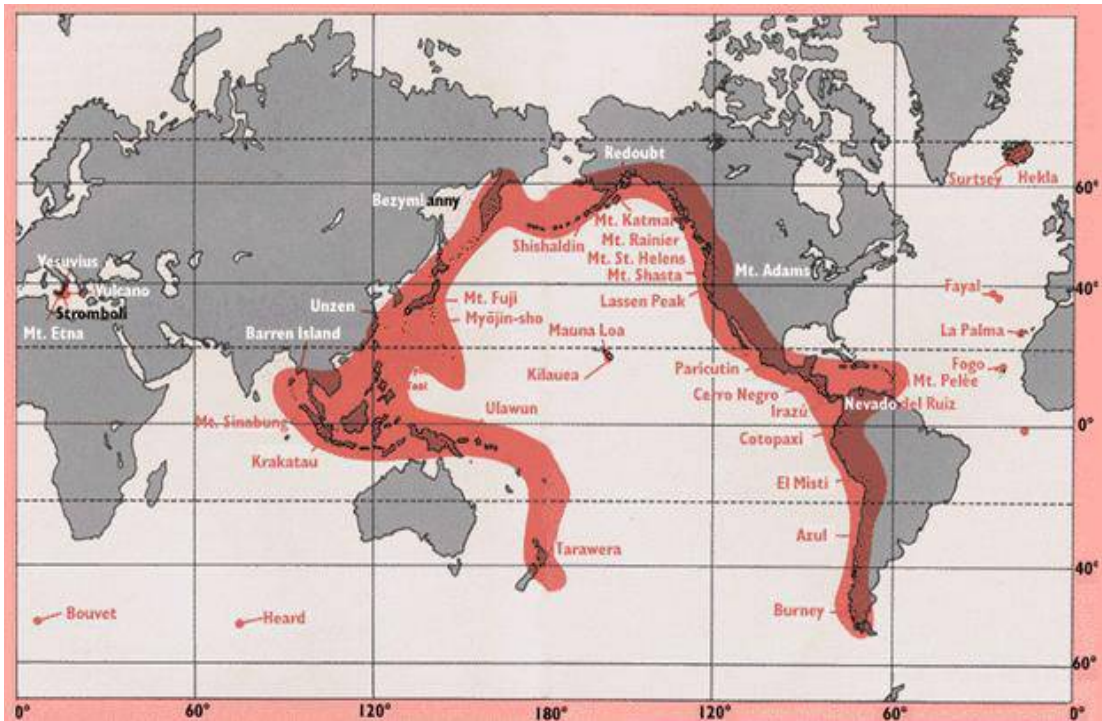 Redoubt
Surtsey
Hekla
60°
Bezymianny
Mt. Katmai
Shishaldin
Mt. Rainier
Mt. St. Helens
Mt. Shasta
Mt. Adams
Vesuvius
Vulcano
Stromboli
Mt. Etna
Unzen
Mt. Fuji
Myōjin-sho
Lassen Peak
Fayal
40°
Barren Island
Mauna Loa
Kilauea
La Palma
Paricutin
Fogo
Mt. Pelèe
Taal
Cerro Negro
Nevado del Ruiz
Irazú
Mt. Sinabung
Ulawun
Cotopaxi
0°
Krakatau
El Misti
Azul
Tarawera
40°
Bouvet
Heard
Burney
60°
0° 60° 120° 180° 120° 60° 0°